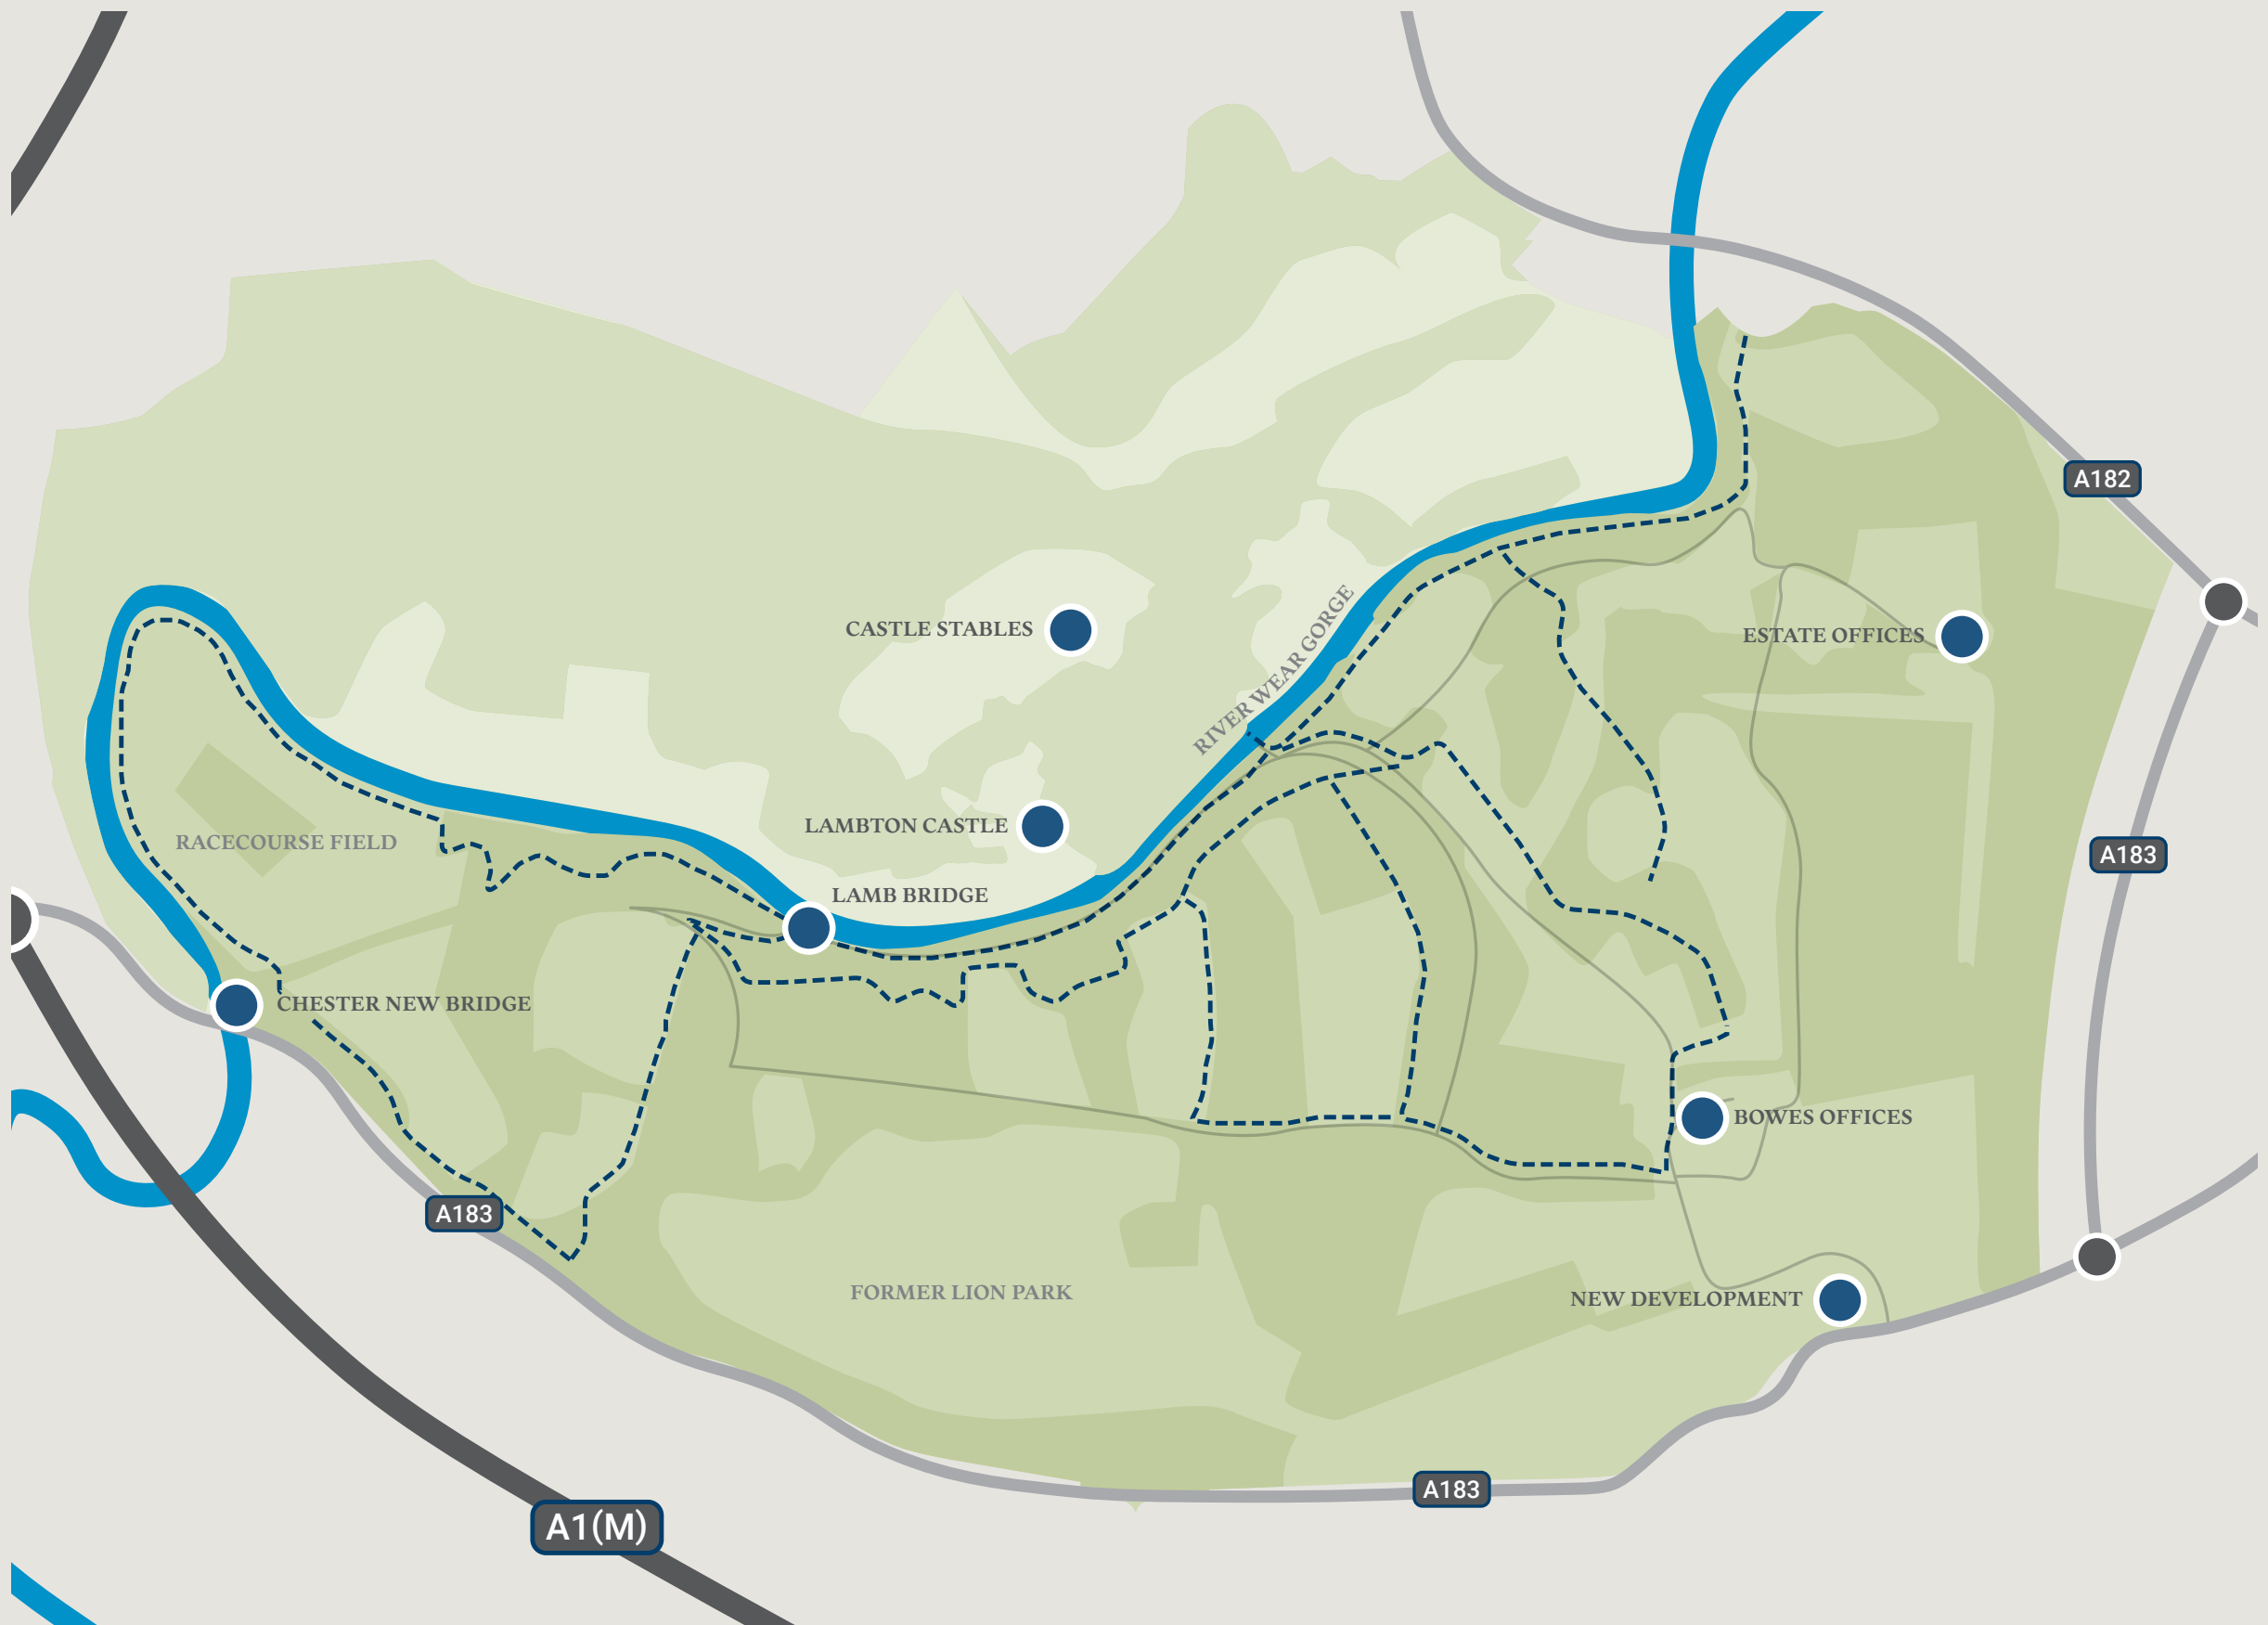 A182
CASTLE STABLES
RIVER WEAR GORGE
ESTATE OFFICES
LAMBTON CASTLE
RACECOURSE FIELD
A183
LAMB BRIDGE
CHESTER NEW BRIDGE
BOWES OFFICES
A183
FORMER LION PARK
NEW DEVELOPMENT
A183
A1(M)